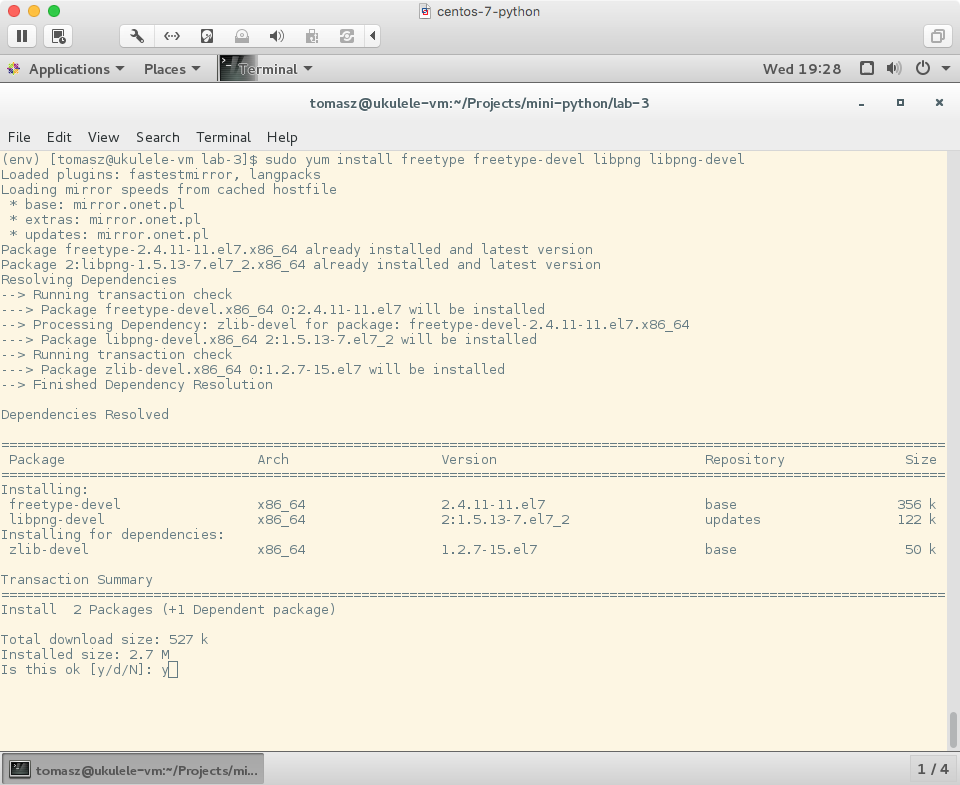 centos-7-python
Applications Places Terminal Wed 19:28
tomasz@ukulele-vm:~/Projects/mini-python/lab-3
File Edit View Search Terminal Help
(env) [tomasz@ukulele-vm lab-3]$ sudo yum install freetype freetype-devel libpng libpng-devel
Loaded plugins: fastestmirror, langpacks
Loading mirror speeds from cached hostfile
 * base: mirror.onet.pl
 * extras: mirror.onet.pl
 * updates: mirror.onet.pl
Package freetype-2.4.11-11.el7.x86_64 already installed and latest version
Package 2:libpng-1.5.13-7.el7_2.x86_64 already installed and latest version
Resolving Dependencies
--> Running transaction check
---> Package freetype-devel.x86_64 0:2.4.11-11.el7 will be installed
--> Processing Dependency: zlib-devel for package: freetype-devel-2.4.11-11.el7.x86_64
---> Package libpng-devel.x86_64 2:1.5.13-7.el7_2 will be installed
--> Running transaction check
---> Package zlib-devel.x86_64 0:1.2.7-15.el7 will be installed
--> Finished Dependency Resolution
Dependencies Resolved
Package Arch Version Repository Size
Installing:
freetype-devel x86_64 2.4.11-11.el7 base 356 k
libpng-devel x86_64 2:1.5.13-7.el7_2 updates 122 k
Installing for dependencies:
zlib-devel x86_64 1.2.7-15.el7 base 50 k
Transaction Summary
Install 2 Packages (+1 Dependent package)
Total download size: 527 k
Installed size: 2.7 M
Is this ok [y/d/N]: y
tomasz@ukulele-vm:~/Projects/mi... 1 / 4